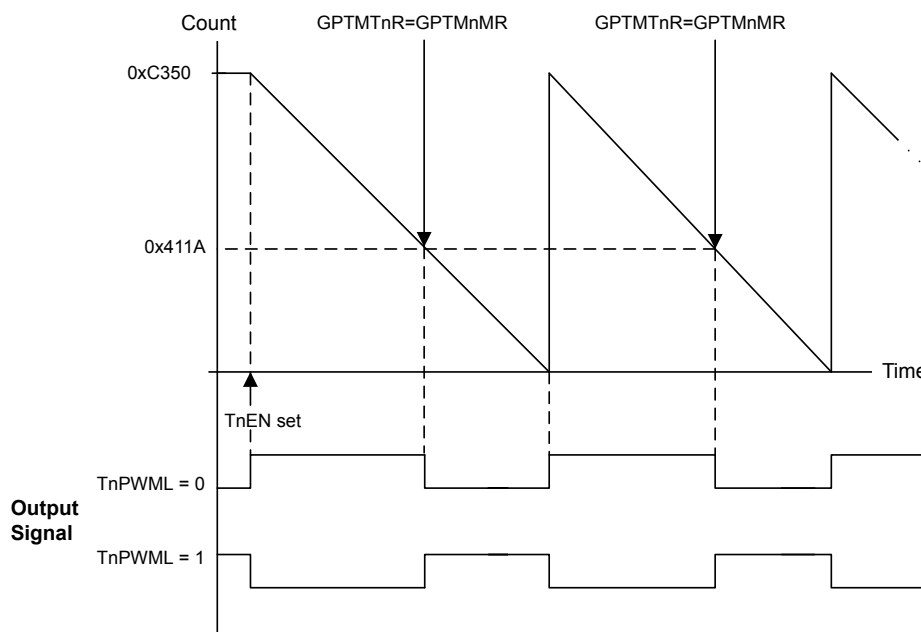 Count
GPTMTnR=GPTMnMR
GPTMTnR=GPTMnMR
0xC350
0x411A
Time
TnEN set
TnPWML = 0
Output
Signal
TnPWML = 1